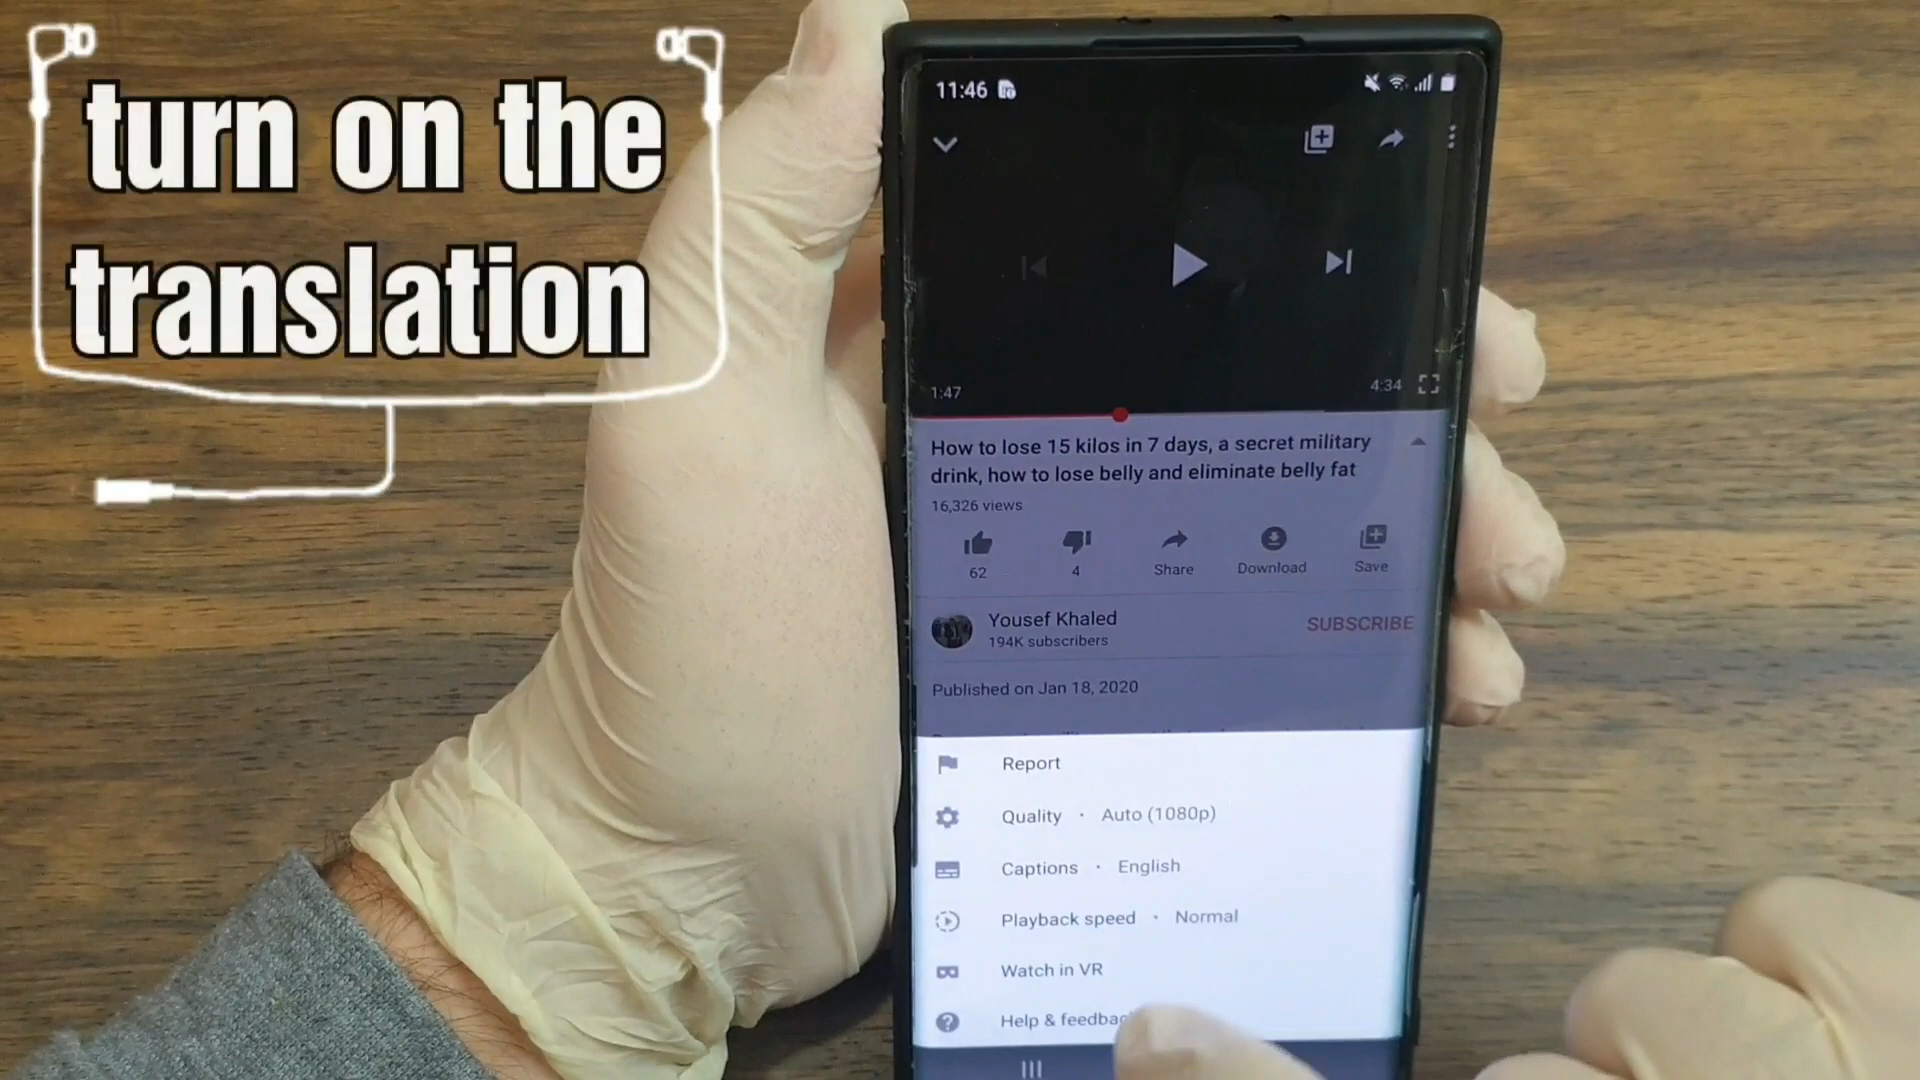 turn on the
translation
11:46
1:47
4:34
How to lose 15 kilos in 7 days, a secret military
drink, how to lose belly and eliminate belly fat
16,326 views
62
4
Share
Download
Save
Yousef Khaled
194K subscribers
SUBSCRIBE
Published on Jan 18, 2020
Report
Quality · Auto (1080p)
Captions · English
Playback speed · Normal
Watch in VR
Help &